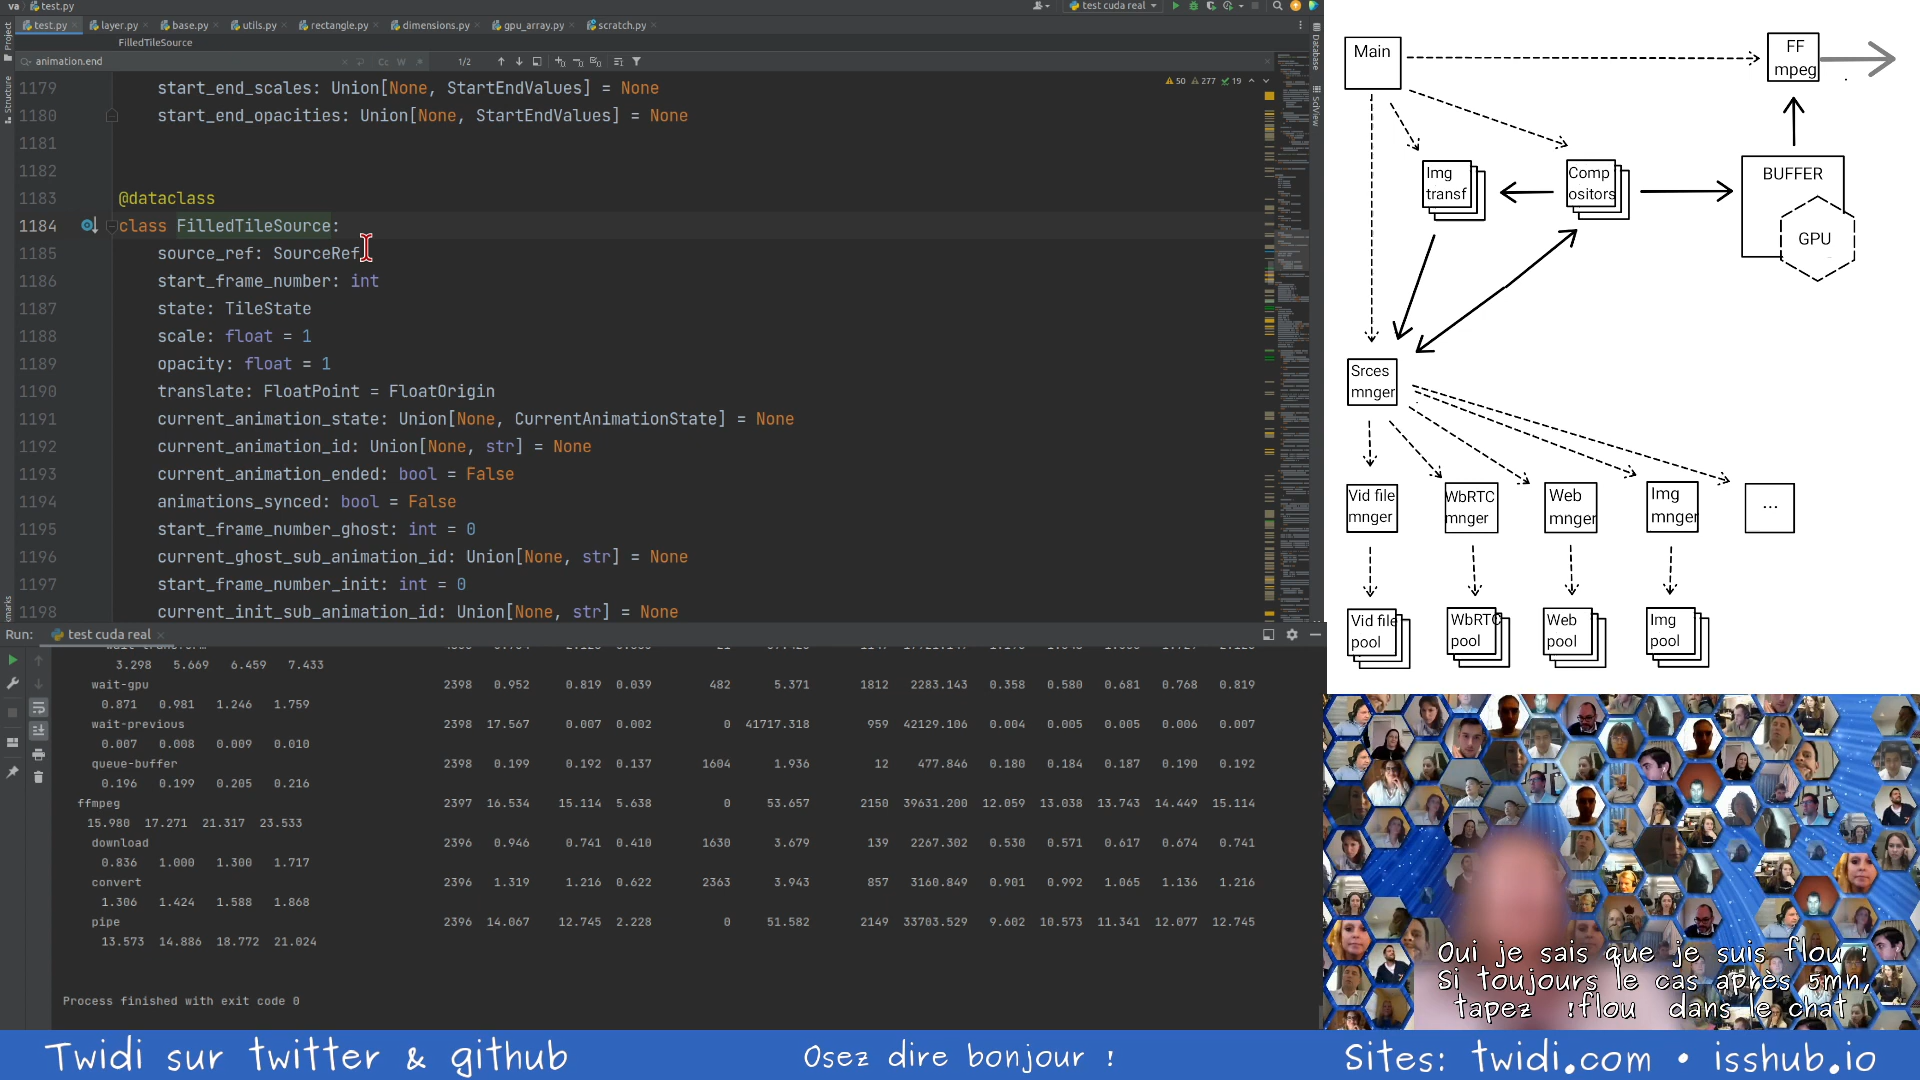 va › test.py
test cuda real
test.py layer.py base.py utils.py rectangle.py dimensions.py gpu_array.py scratch.py
FilledTileSource
animation.end
Cc W
1/2
50 277 19
Project
Structure
Database
SciView
1179 start_end_scales: Union[None, StartEndValues] = None
1180 start_end_opacities: Union[None, StartEndValues] = None
1181
1182
1183 @dataclass
1184 class FilledTileSource:
1185 source_ref: SourceRef
1186 start_frame_number: int
1187 state: TileState
1188 scale: float = 1
1189 opacity: float = 1
1190 translate: FloatPoint = FloatOrigin
1191 current_animation_state: Union[None, CurrentAnimationState] = None
1192 current_animation_id: Union[None, str] = None
1193 current_animation_ended: bool = False
1194 animations_synced: bool = False
1195 start_frame_number_ghost: int = 0
1196 current_ghost_sub_animation_id: Union[None, str] = None
1197 start_frame_number_init: int = 0
1198 current_init_sub_animation_id: Union[None, str] = None
Run: test cuda real
3.298 5.669 6.459 7.433
wait-gpu 2398 0.952 0.819 0.039 482 5.371 1812 2283.143 0.358 0.580 0.681 0.768 0.819
0.871 0.981 1.246 1.759
wait-previous 2398 17.567 0.007 0.002 0 41717.318 959 42129.106 0.004 0.005 0.005 0.006 0.007
0.007 0.008 0.009 0.010
queue-buffer 2398 0.199 0.192 0.137 1604 1.936 12 477.846 0.180 0.184 0.187 0.190 0.192
0.196 0.199 0.205 0.216
ffmpeg 2397 16.534 15.114 5.638 0 53.657 2150 39631.200 12.059 13.038 13.743 14.449 15.114
15.980 17.271 21.317 23.533
download 2396 0.946 0.741 0.410 1630 3.679 139 2267.302 0.530 0.571 0.617 0.674 0.741
0.836 1.000 1.300 1.717
convert 2396 1.319 1.216 0.622 2363 3.943 857 3160.849 0.901 0.992 1.065 1.136 1.216
1.306 1.424 1.588 1.868
pipe 2396 14.067 12.745 2.228 0 51.582 2149 33703.529 9.602 10.573 11.341 12.077 12.745
13.573 14.886 18.772 21.024
Process finished with exit code 0
Main
FF
mpeg
Img
transf
Comp
ositors
BUFFER
GPU
Srces
mnger
Vid file
mnger
WbRTC
mnger
Web
mnger
Img
mnger
...
Vid file
pool
WbRTC
pool
Web
pool
Img
pool
Oui je sais que je suis flou !
Si toujours le cas après 5mn,
tapez !flou dans le chat
Twidi sur twitter & github
Osez dire bonjour !
Sites: twidi.com • isshub.io